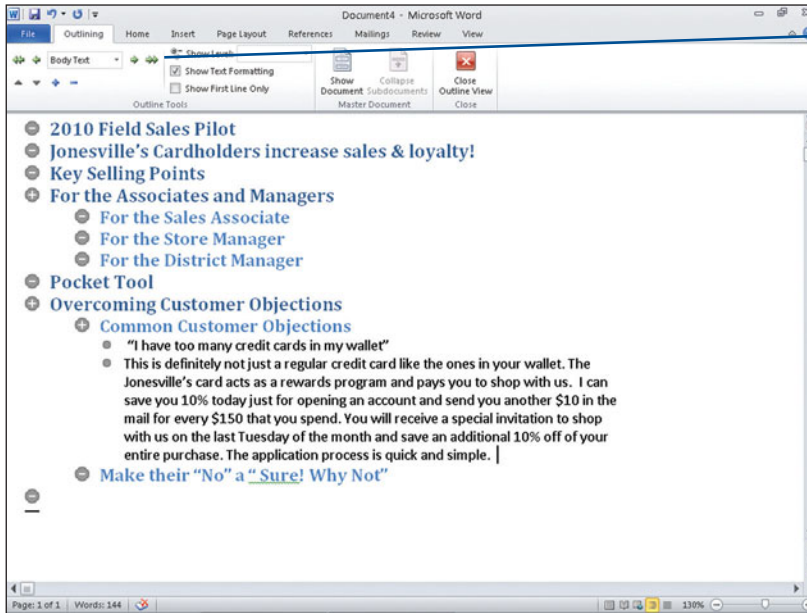 Document4 - Microsoft Word
File Outlining Home Insert Page Layout References Mailings Review View
Body Text
Show Level:
Show Text Formatting
Show First Line Only
Outline Tools
Show Document
Collapse Subdocuments
Master Document
Close Outline View
Close
2010 Field Sales Pilot
Jonesville's Cardholders increase sales & loyalty!
Key Selling Points
For the Associates and Managers
For the Sales Associate
For the Store Manager
For the District Manager
Pocket Tool
Overcoming Customer Objections
Common Customer Objections
“I have too many credit cards in my wallet”
This is definitely not just a regular credit card like the ones in your wallet. The
Jonesville's card acts as a rewards program and pays you to shop with us. I can
save you 10% today just for opening an account and send you another $10 in the
mail for every $150 that you spend. You will receive a special invitation to shop
with us on the last Tuesday of the month and save an additional 10% off of your
entire purchase. The application process is quick and simple.
Make their “No” a “ Sure! Why Not”
Page: 1 of 1 Words: 144 130%